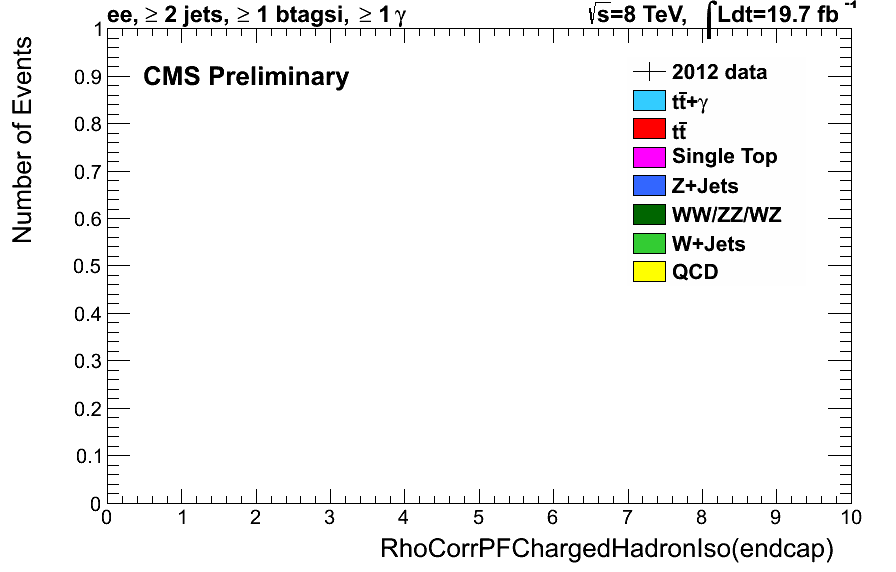 ee, ≥ 2 jets, ≥ 1 btagsi, ≥ 1 γ
√s=8 TeV, ∫Ldt=19.7 fb⁻¹
CMS Preliminary
2012 data
tt̄+γ
tt̄
Single Top
Z+Jets
WW/ZZ/WZ
W+Jets
QCD
Number of Events
1
0.9
0.8
0.7
0.6
0.5
0.4
0.3
0.2
0.1
0
0 1 2 3 4 5 6 7 8 9 10
RhoCorrPFChargedHadronIso(endcap)